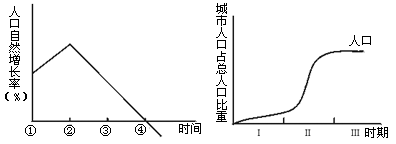 人口自然增长率(%)
① ② ③ ④ 时间
城市人口占总人口比重
人口
I II III 时期